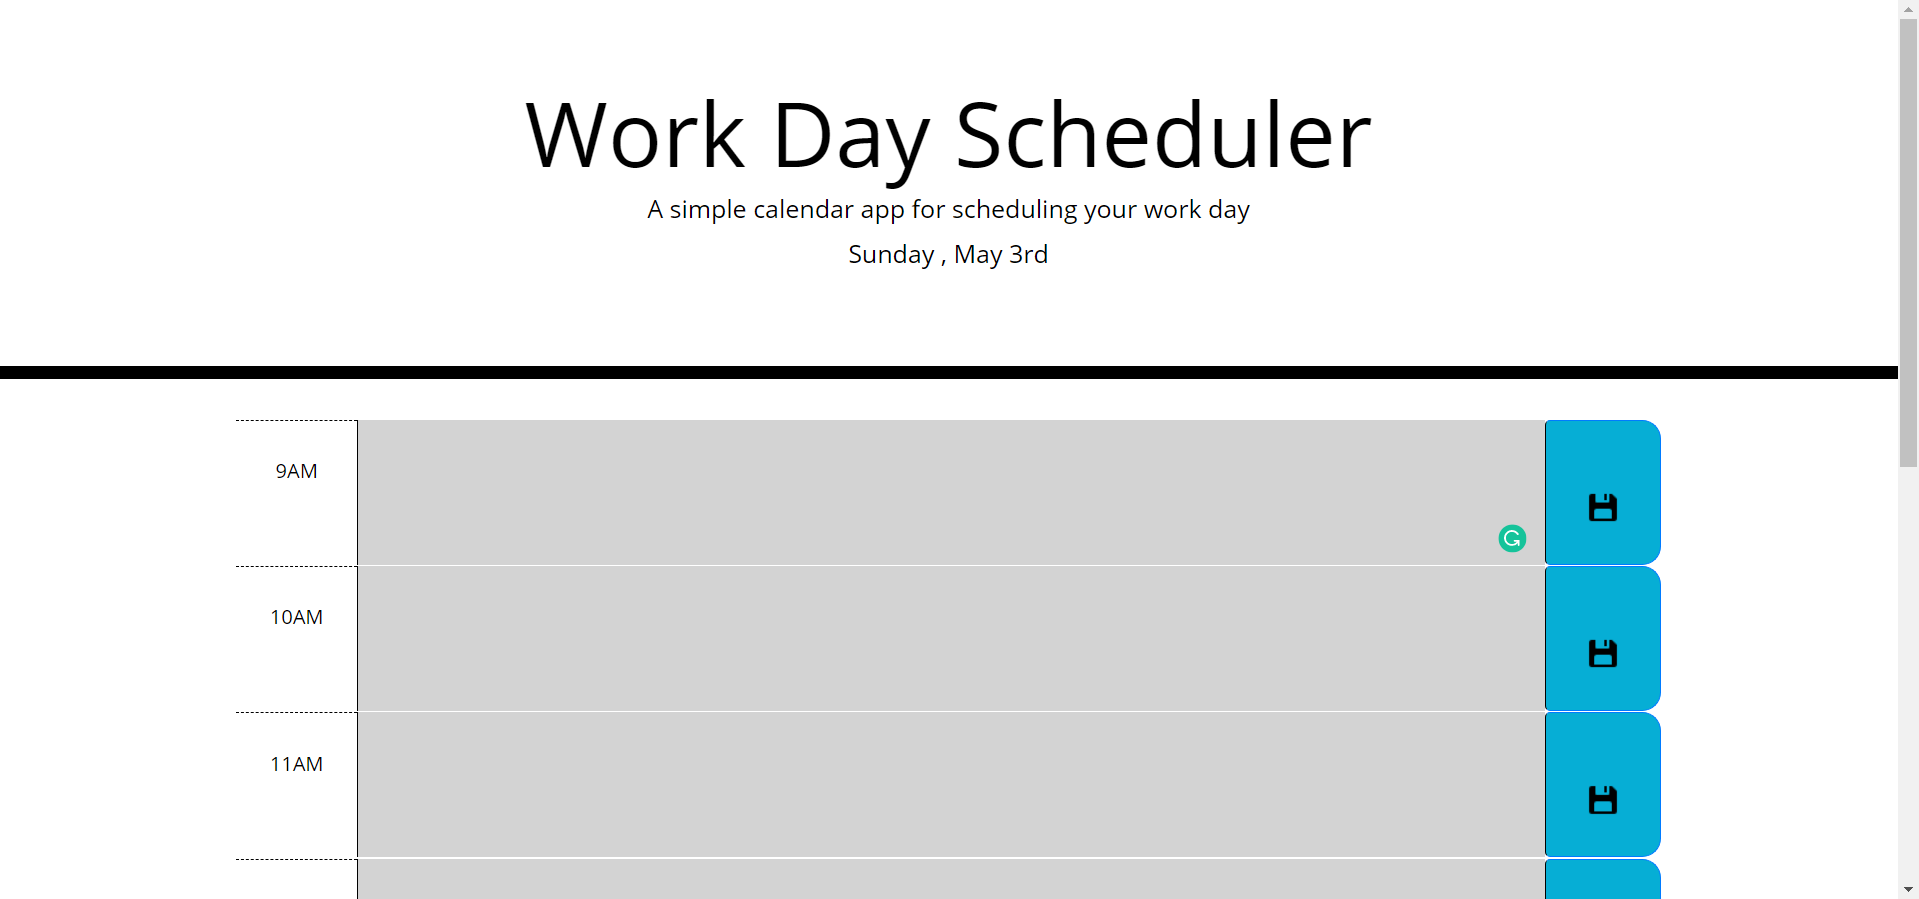 Work Day Scheduler
A simple calendar app for scheduling your work day
Sunday , May 3rd
9AM
10AM
11AM